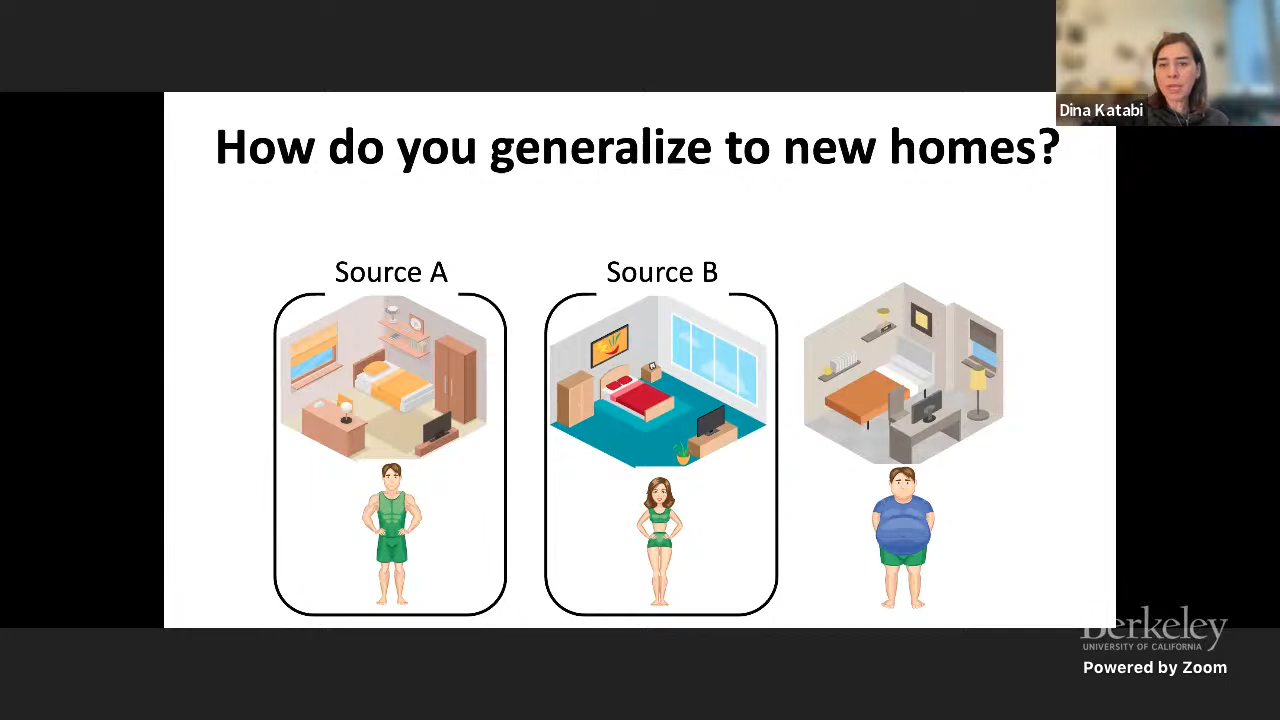 Dina Katabi
How do you generalize to new homes?
Source A
Source B
Berkeley
UNIVERSITY OF CALIFORNIA
Powered by Zoom